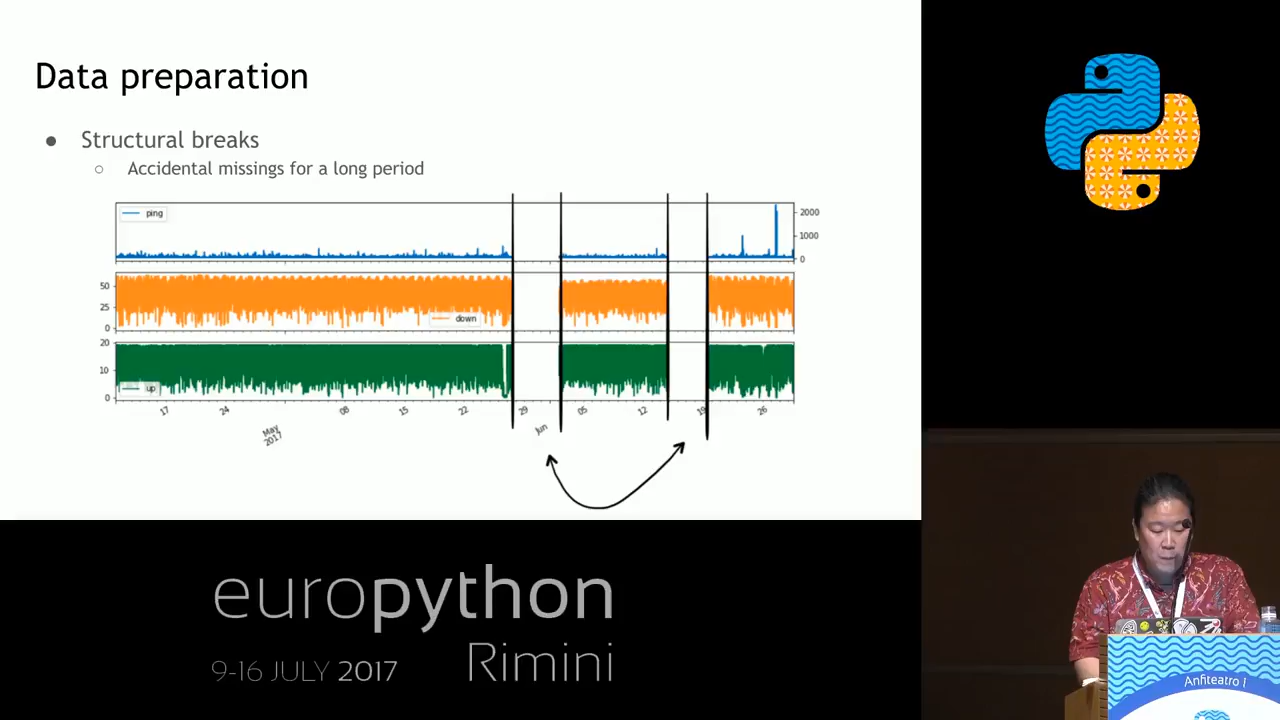 Data preparation
● Structural breaks
○ Accidental missings for a long period
ping
2000
1000
0
50
25
0
down
20
10
0
up
17
24
May
2017
08
15
22
29
Jun
05
12
19
26
europython
9-16 JULY 2017
Rimini
Anfiteatro 1